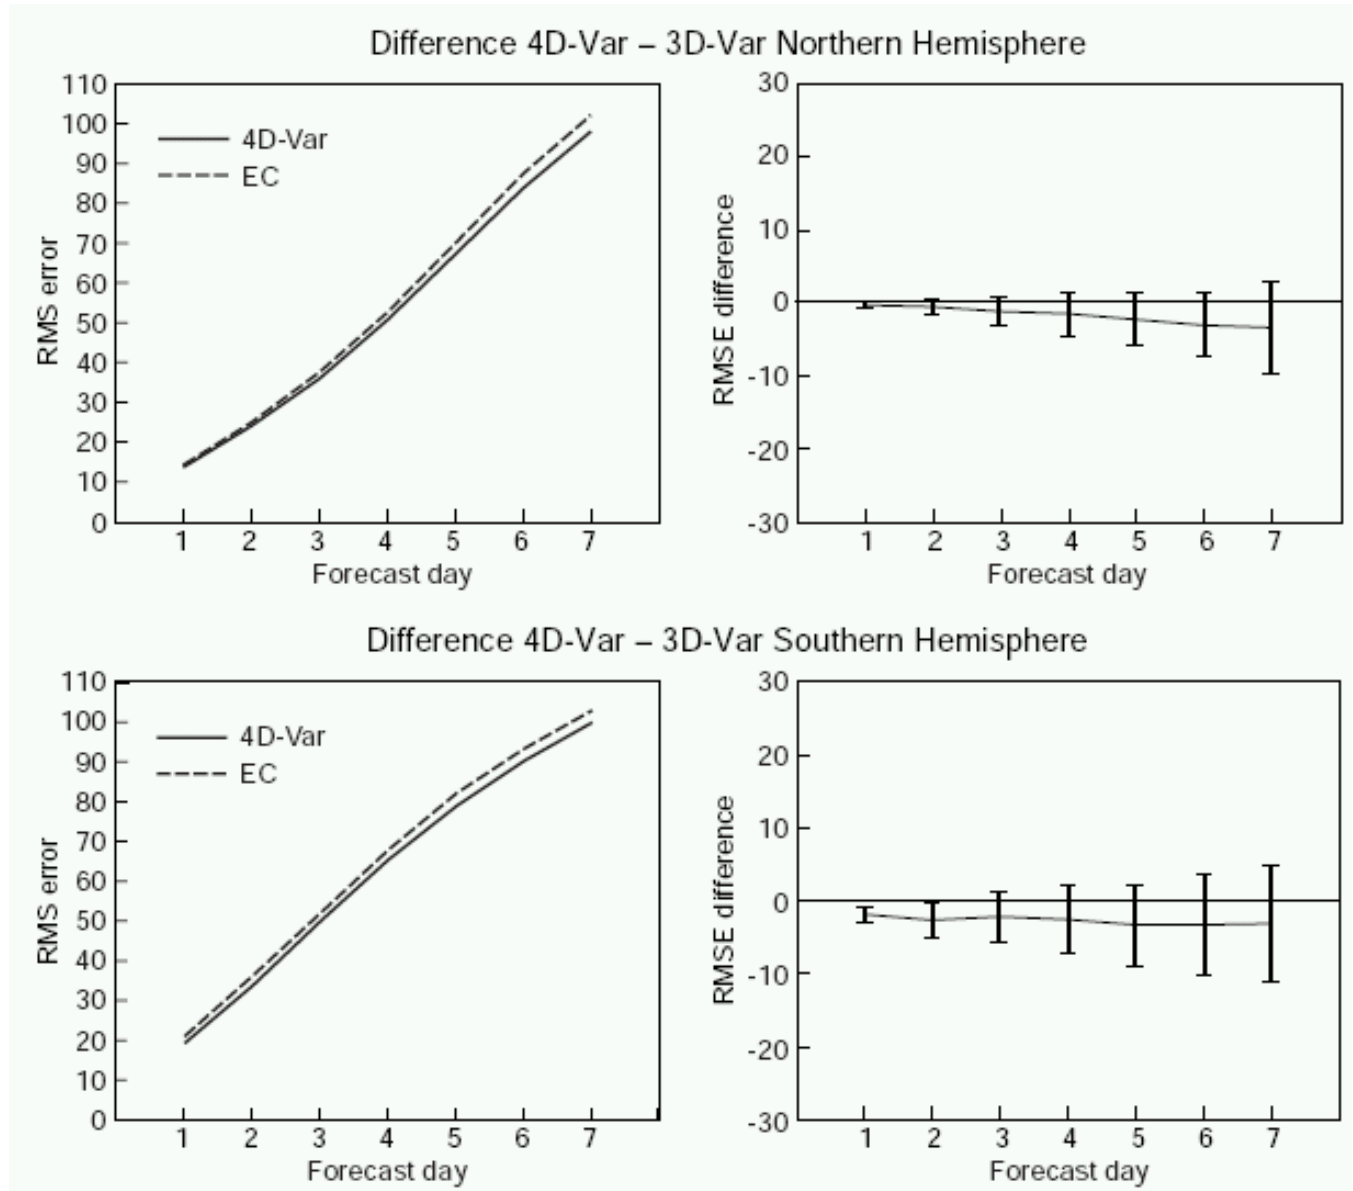 Difference 4D-Var – 3D-Var Northern Hemisphere
110
100
90
80
70
60
50
40
30
20
10
0
RMS error
4D-Var
EC
1 2 3 4 5 6 7
Forecast day
30
20
10
0
-10
-20
-30
RMSE difference
1 2 3 4 5 6 7
Forecast day
Difference 4D-Var – 3D-Var Southern Hemisphere
110
100
90
80
70
60
50
40
30
20
10
0
RMS error
4D-Var
EC
1 2 3 4 5 6 7
Forecast day
30
20
10
0
-10
-20
-30
RMSE difference
1 2 3 4 5 6 7
Forecast day